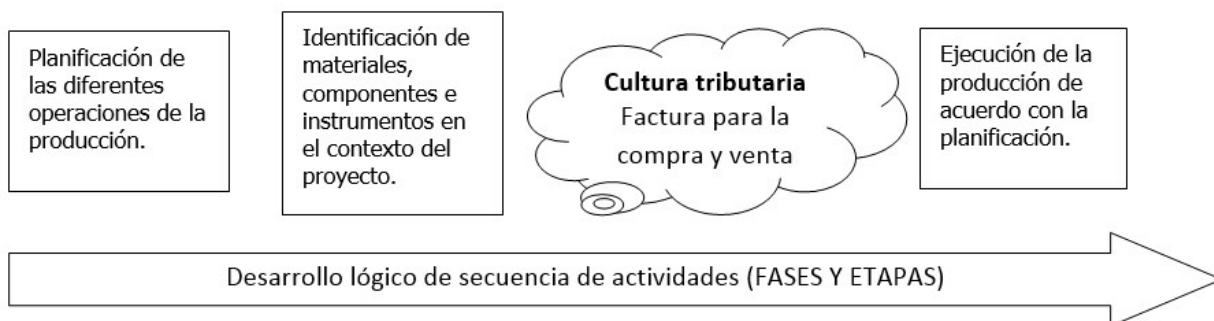 Planificación de
las diferentes
operaciones de la
producción.
Identificación de
materiales,
componentes e
instrumentos en
el contexto del
proyecto.
Cultura tributaria
Factura para la
compra y venta
Ejecución de la
producción de
acuerdo con la
planificación.
Desarrollo lógico de secuencia de actividades (FASES Y ETAPAS)